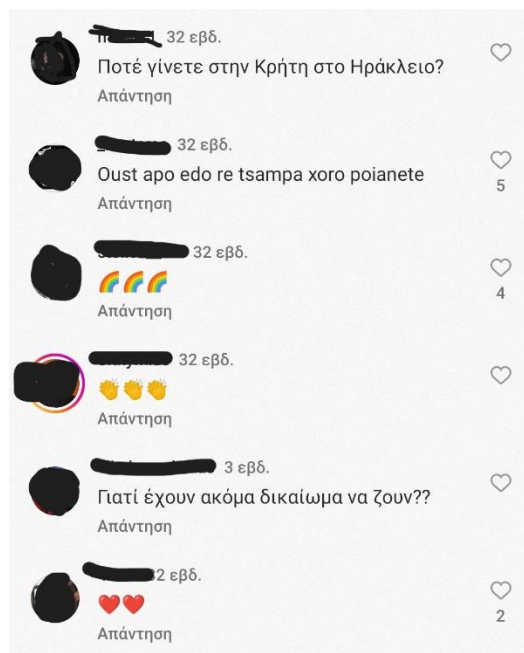 32 εβδ.
Ποτέ γίνετε στην Κρήτη στο Ηράκλειο?
Απάντηση
32 εβδ.
Oust apo edo re tsampa xoro poianete
5
Απάντηση
32 εβδ.
🌈🌈🌈
4
Απάντηση
32 εβδ.
👏👏👏
Απάντηση
3 εβδ.
Γιατί έχουν ακόμα δικαίωμα να ζουν??
Απάντηση
2 εβδ.
❤️❤️
2
Απάντηση